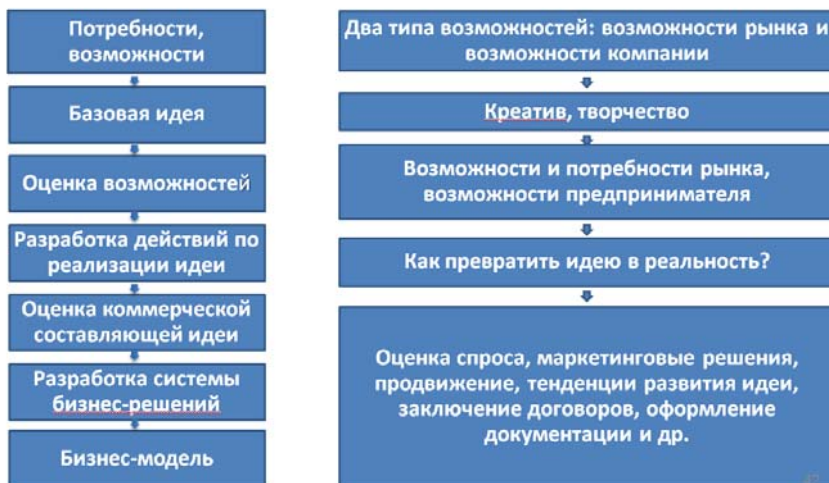 Потребности,
возможности
Базовая идея
Оценка возможностей
Разработка действий по
реализации идеи
Оценка коммерческой
составляющей идеи
Разработка системы
бизнес-решений
Бизнес-модель
Два типа возможностей: возможности рынка и
возможности компании
Креатив, творчество
Возможности и потребности рынка,
возможности предпринимателя
Как превратить идею в реальность?
Оценка спроса, маркетинговые решения,
продвижение, тенденции развития идеи,
заключение договоров, оформление
документации и др.